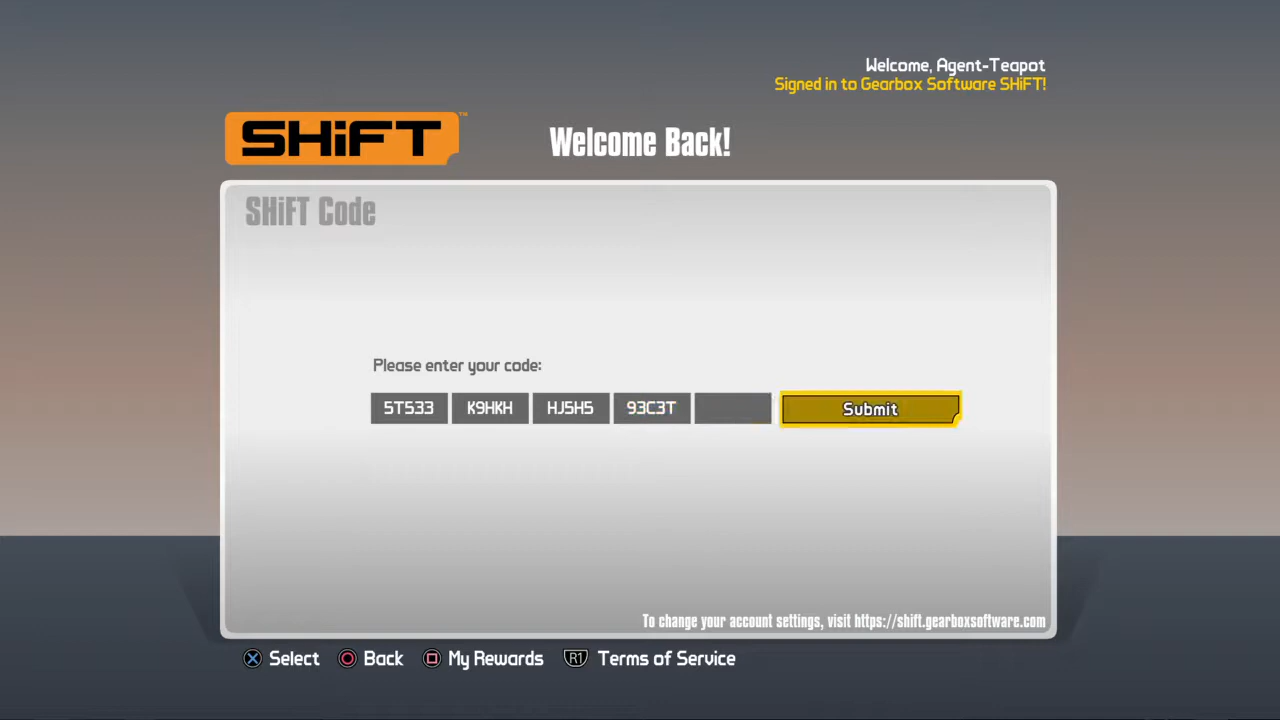 Welcome, Agent-Teapot
Signed in to Gearbox Software SHiFT!
SHiFT™
Welcome Back!
SHiFT Code
Please enter your code:
5T533 K9HKH HJ5H5 93C3T Submit
To change your account settings, visit https://shift.gearboxsoftware.com
Select Back My Rewards R1 Terms of Service